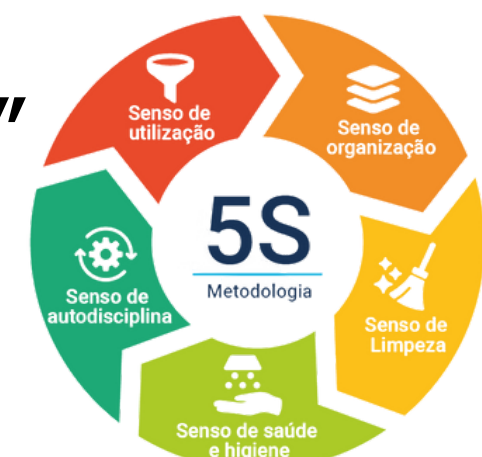 ”
Senso de
utilização
Senso de
organização
5S
Metodologia
Senso de
Limpeza
Senso de saúde
e higiene
Senso de
autodisciplina